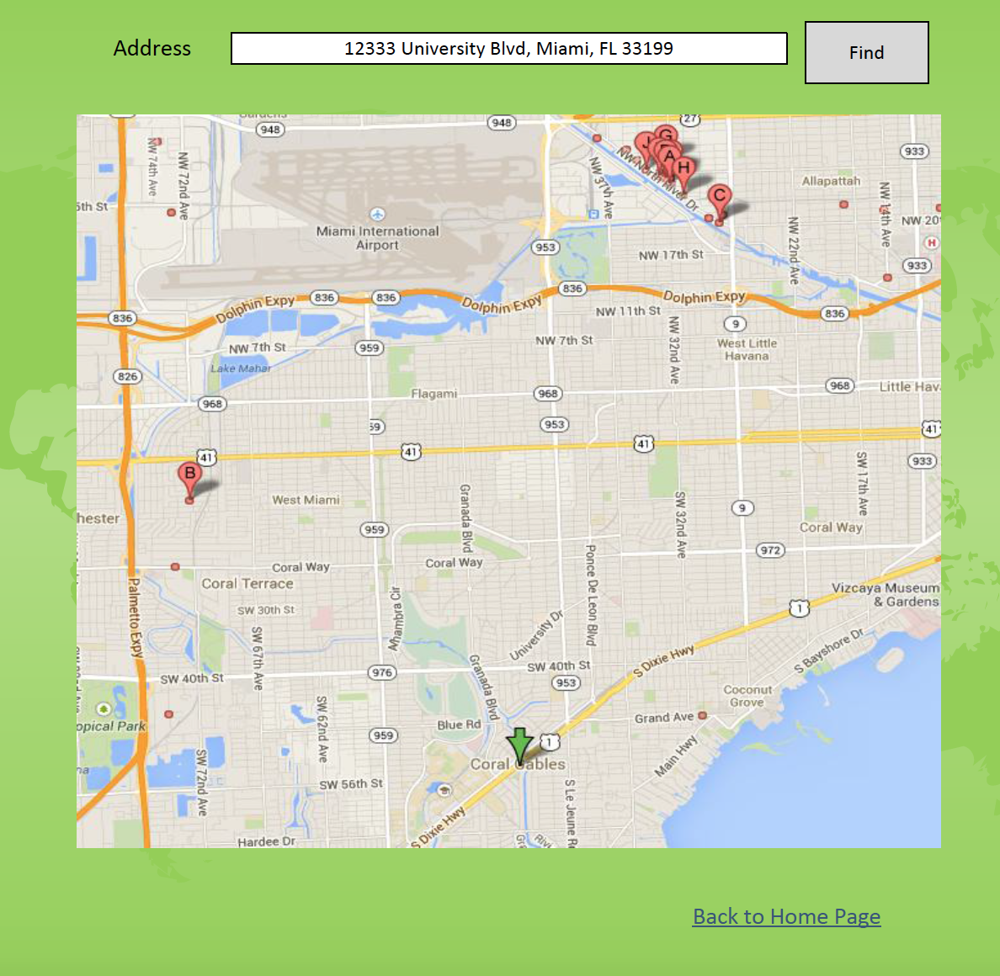 Address
12333 University Blvd, Miami, FL 33199
Find
948
948
27
933
NW 74th Ave
NW 72nd Ave
J
G
A
H
C
NW North River Dr
NW 37th Ave
Allapattah
NW 14th Ave
5th St
Miami International
Airport
NW 20
H
NW 22nd Ave
953
NW 17th St
933
836
836
836
Dolphin Expy
Dolphin Expy
Dolphin Expy
836
836
NW 11th St
9
NW 7th St
959
NW 7th St
NW 32nd Ave
West Little
Havana
826
Lake Mahar
968
Flagami
968
968
Little Hav
59
953
41
41
41
41
933
B
SW 17th Ave
hester
West Miami
Granada Blvd
SW 32nd Ave
9
959
Coral Way
972
Coral Way
Coral Way
Ponce De Leon Blvd
Coral Terrace
Vizcaya Museum
& Gardens
Palmetto Expy
SW 30th St
Alhambra Cir
1
SW 67th Ave
University Dr
S Dixie Hwy
S Bayshore Dr
SW 40th St
976
Granada Blvd
SW 40th St
953
Coconut
Grove
opical Park
SW 62nd Ave
Blue Rd
Grand Ave
959
1
Main Hwy
SW 72nd Ave
Coral Gables
SW 56th St
S Le Jeune R
S Dixie Hwy
Hardee Dr
Back to Home Page